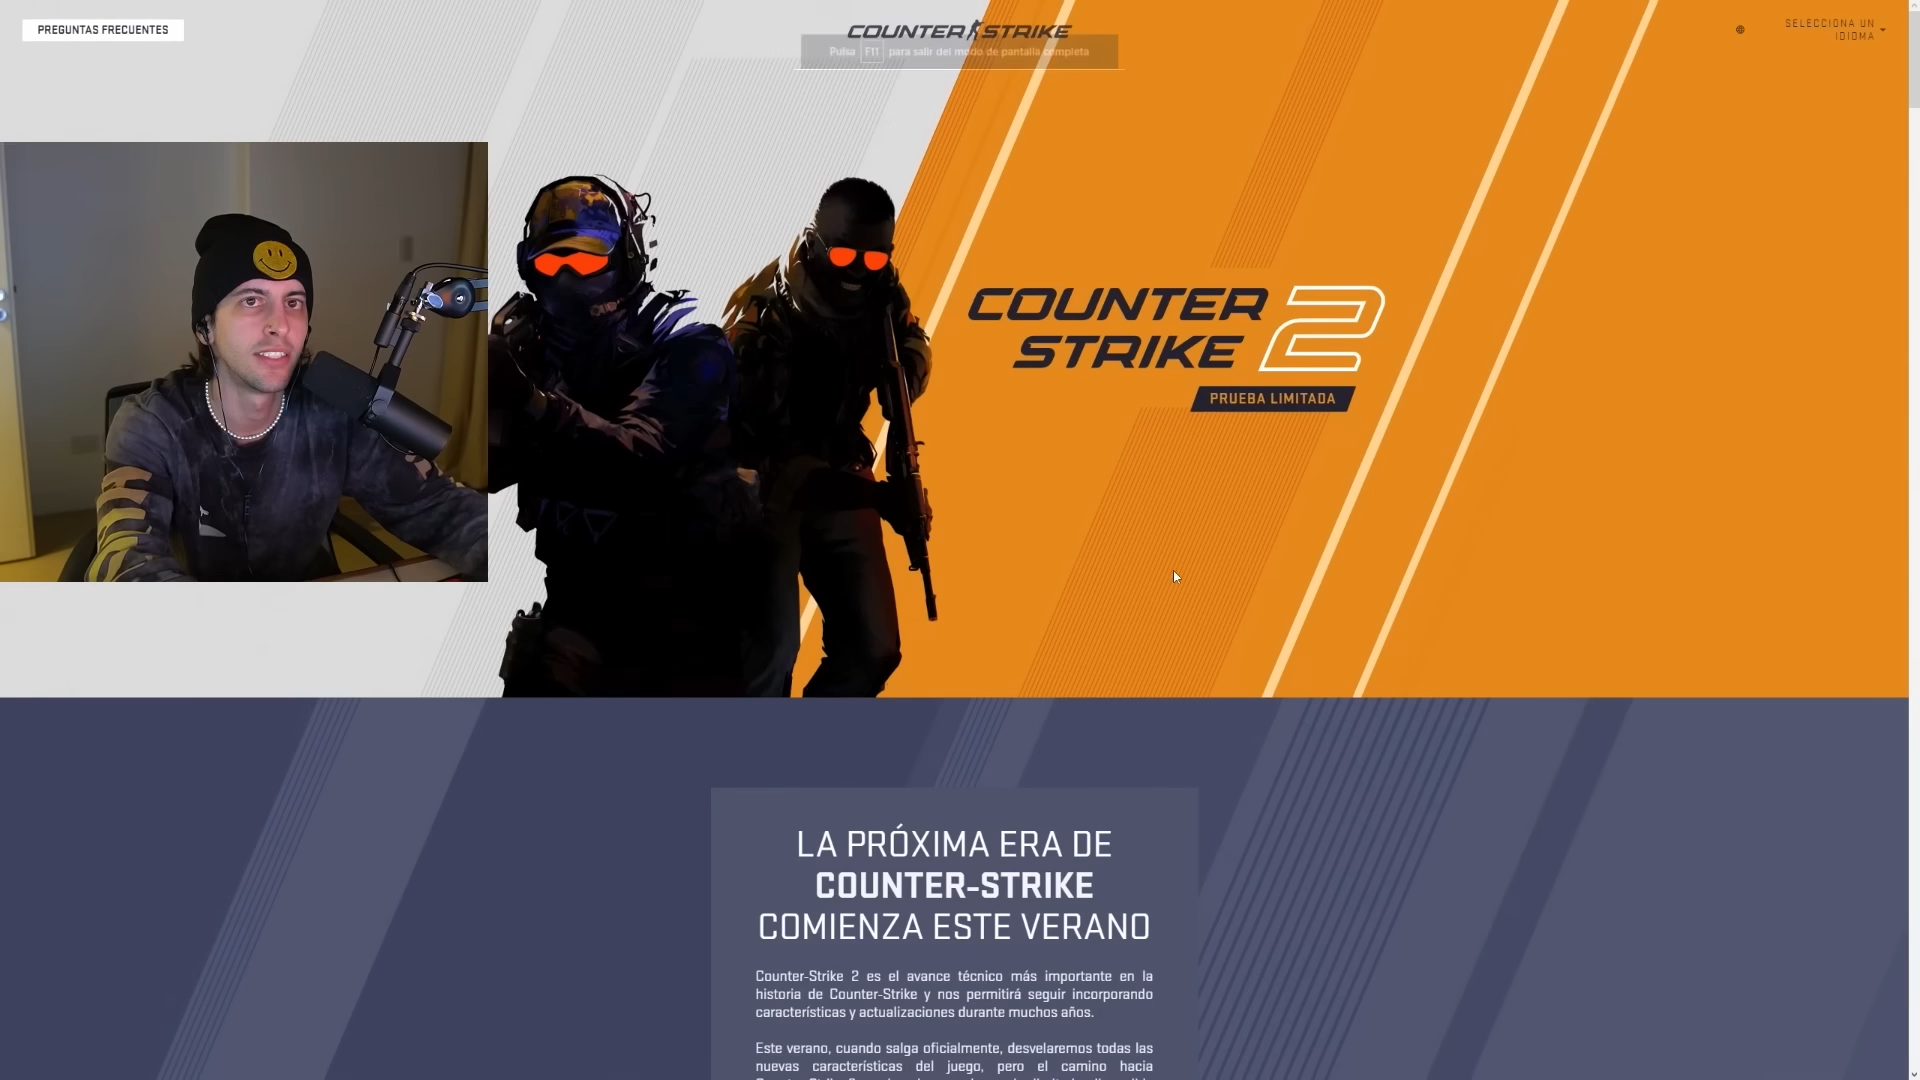 PREGUNTAS FRECUENTES
COUNTER STRIKE
SELECCIONA UN
IDIOMA
Pulsa F11 para salir del modo de pantalla completa
COUNTER
STRIKE 2
PRUEBA LIMITADA
LA PRÓXIMA ERA DE
COUNTER-STRIKE
COMIENZA ESTE VERANO
Counter-Strike 2 es el avance técnico más importante en la
historia de Counter-Strike y nos permitirá seguir incorporando
características y actualizaciones durante muchos años.
Este verano, cuando salga oficialmente, desvelaremos todas las
nuevas características del juego, pero el camino hacia